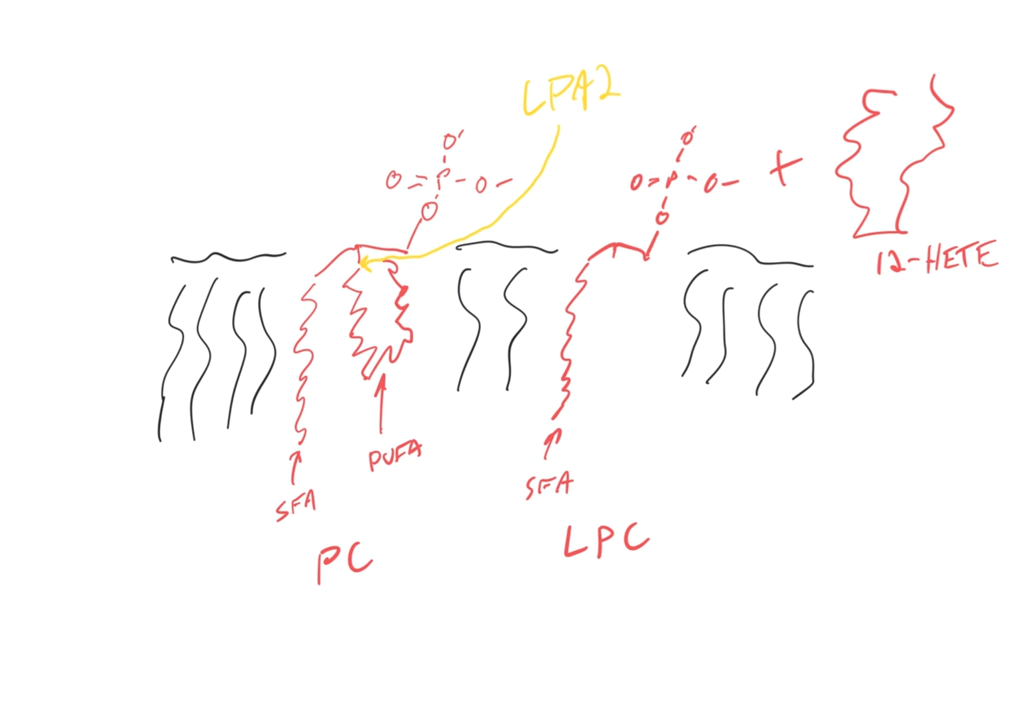 LPA2
O'
O = P - O -
O
O'
O = P - O -
O
+
12-HETE
SFA
PUFA
SFA
PC
LPC